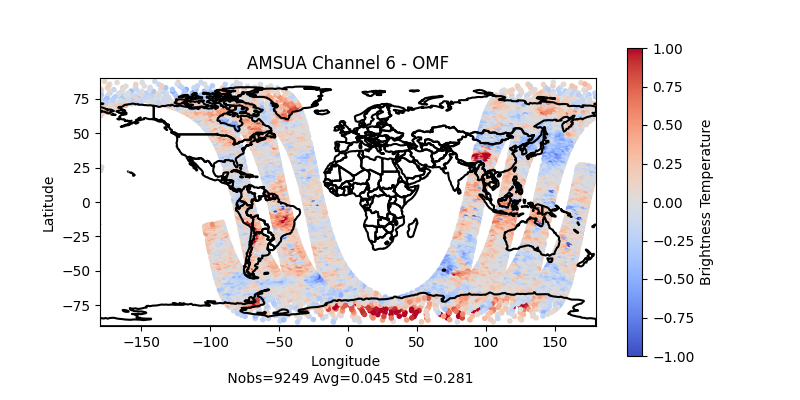 AMSUA Channel 6 - OMF
1.00
0.75
0.50
0.25
0.00
−0.25
−0.50
−0.75
−1.00
Brightness Temperature
75
50
25
0
−25
−50
−75
Latitude
−150 −100 −50 0 50 100 150
Longitude
Nobs=9249 Avg=0.045 Std =0.281